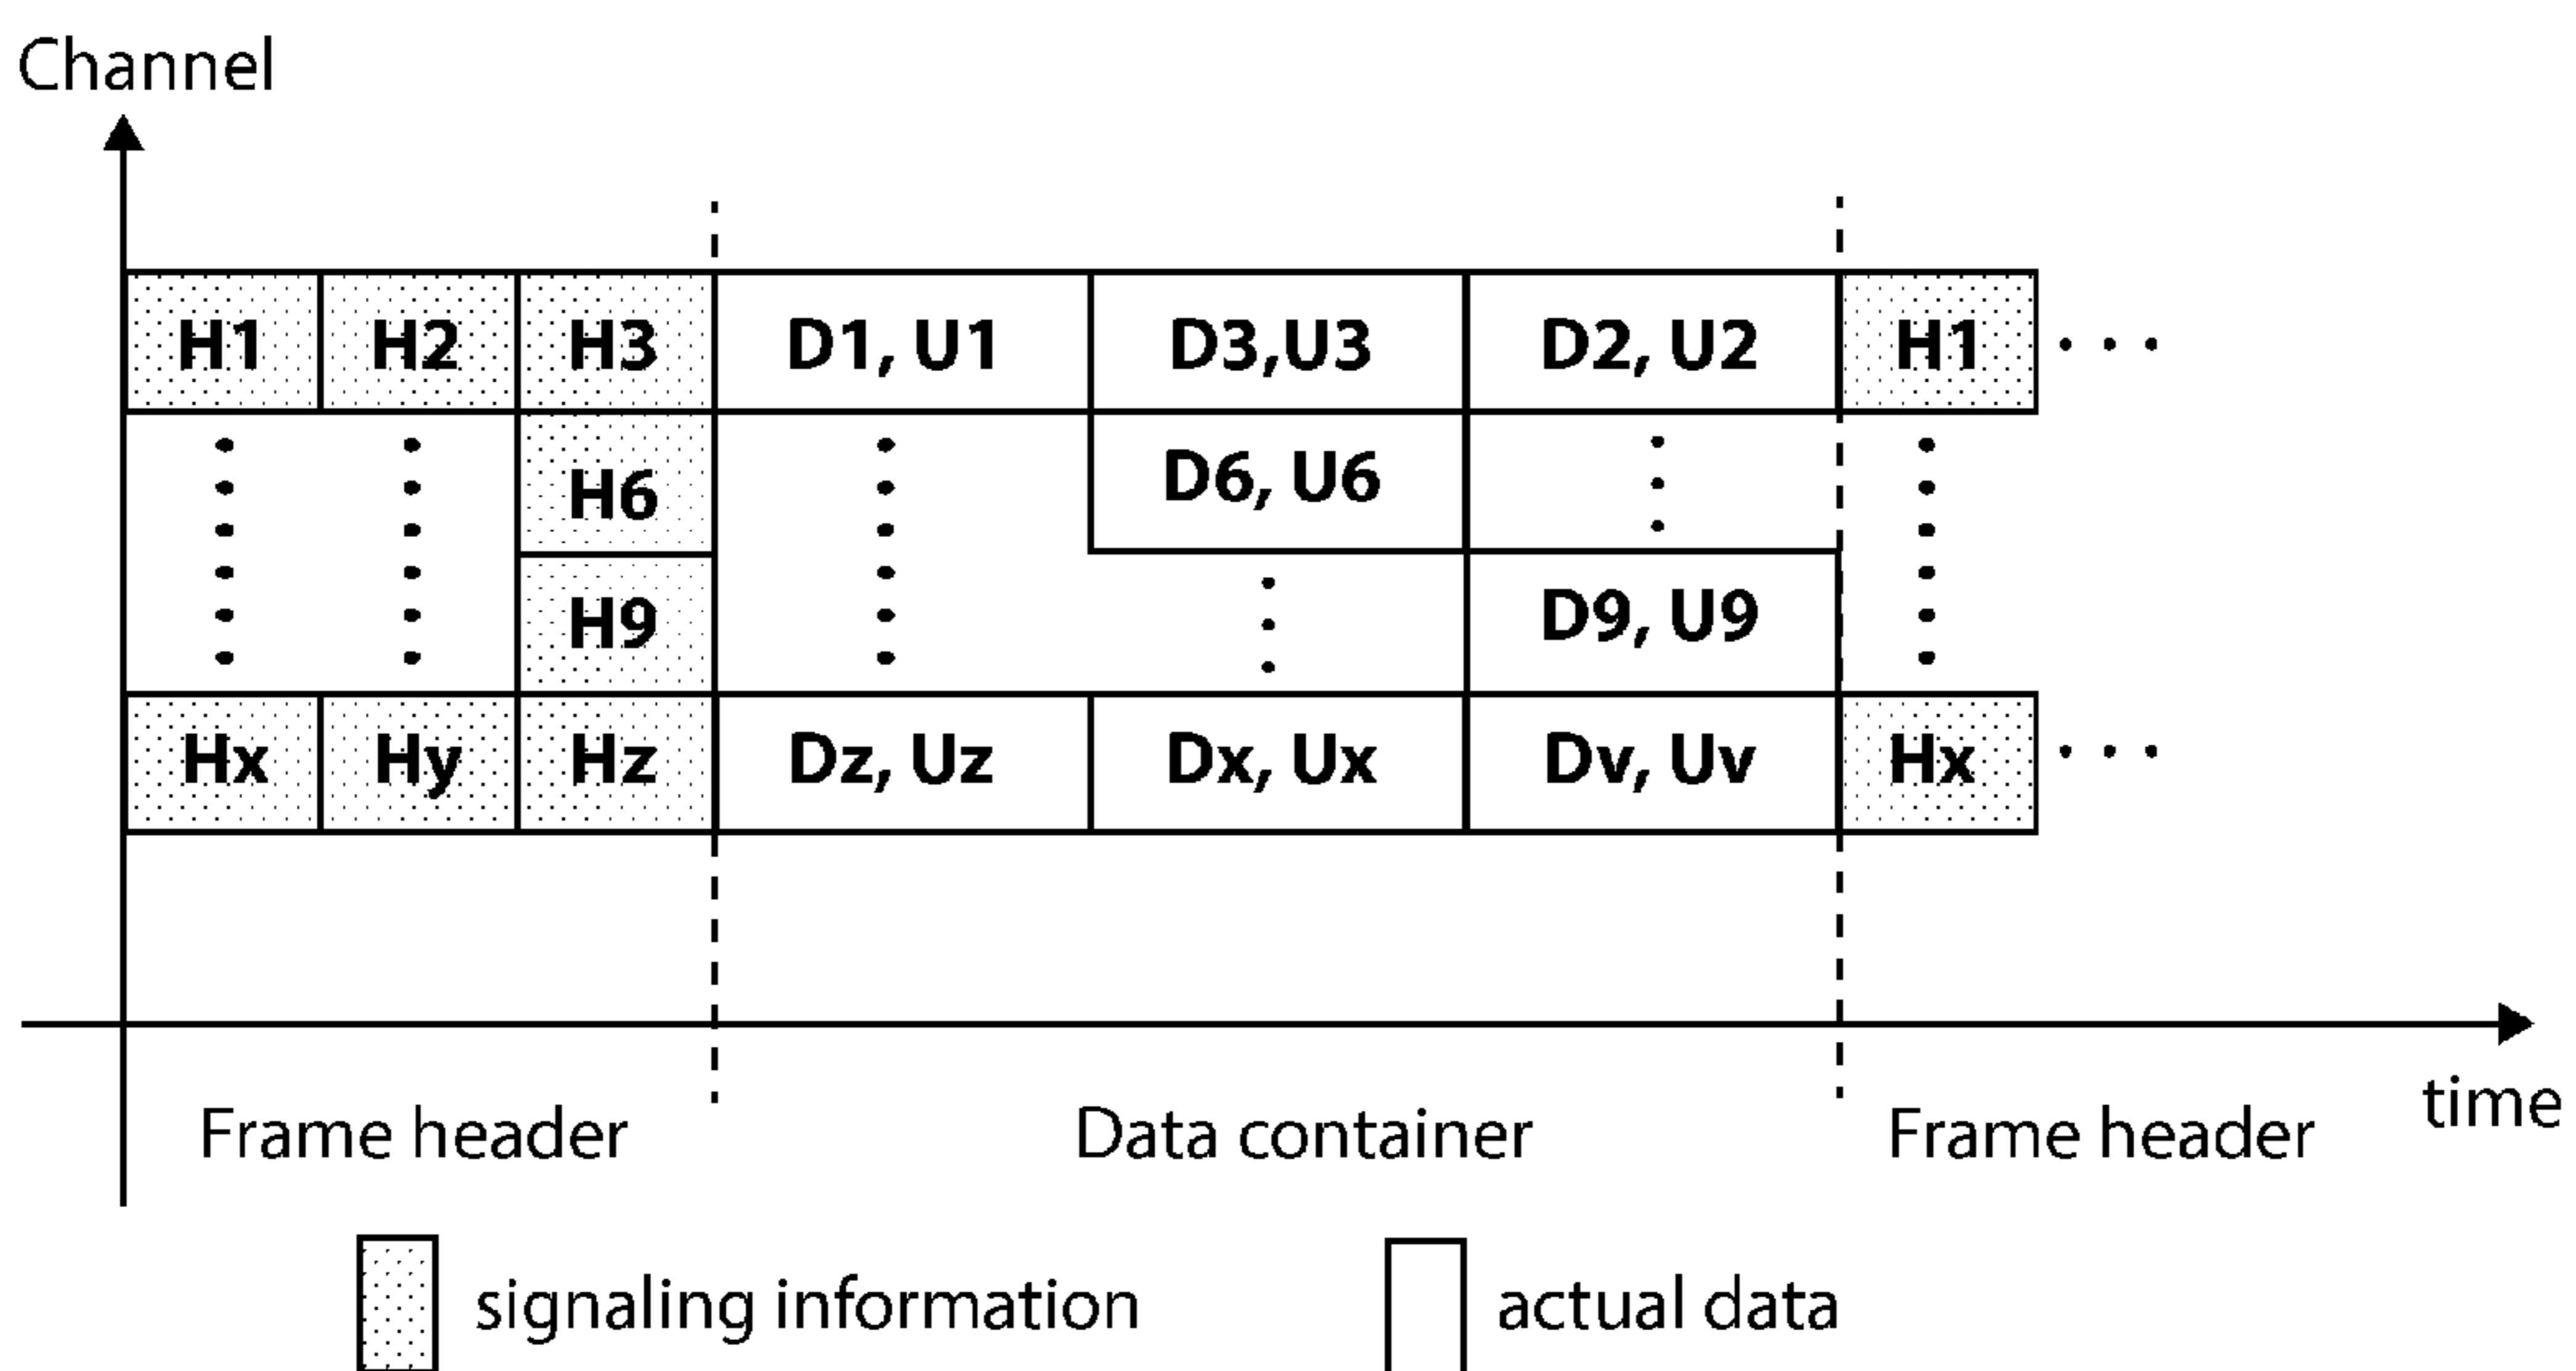 Channel
H1 H2 H3 D1, U1 D3,U3 D2, U2 H1
H6 D6, U6
H9 D9, U9
Hx Hy Hz Dz, Uz Dx, Ux Dv, Uv Hx
time
Frame header Data container Frame header
signaling information actual data